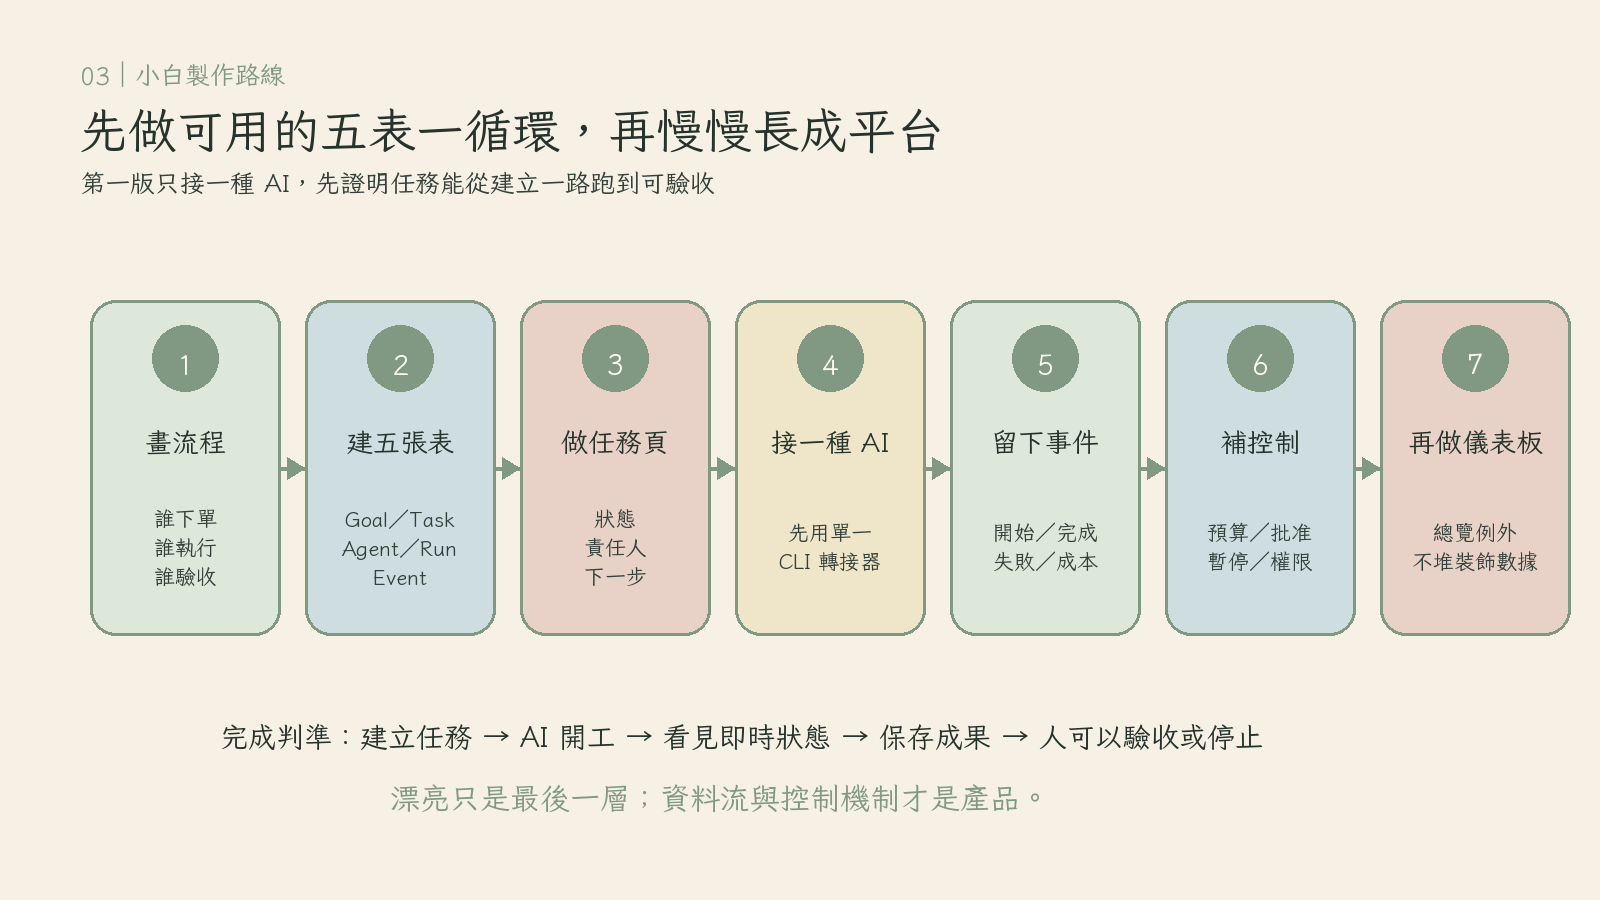 03｜小白製作路線
先做可用的五表一循環，再慢慢長成平台
第一版只接一種 AI，先證明任務能從建立一路跑到可驗收
1
畫流程
誰下單
誰執行
誰驗收
2
建五張表
Goal／Task
Agent／Run
Event
3
做任務頁
狀態
責任人
下一步
4
接一種 AI
先用單一
CLI 轉接器
5
留下事件
開始／完成
失敗／成本
6
補控制
預算／批准
暫停／權限
7
再做儀表板
總覽例外
不堆裝飾數據
完成判準：建立任務 → AI 開工 → 看見即時狀態 → 保存成果 → 人可以驗收或停止
漂亮只是最後一層；資料流與控制機制才是產品。